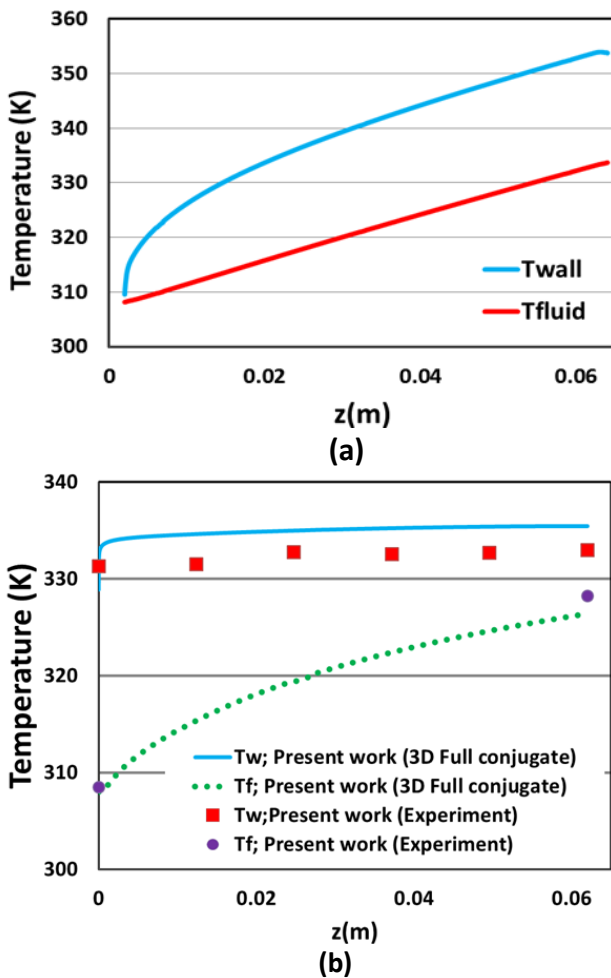 360
350
340
330
320
310
300
Temperature (K)
Twall
Tfluid
0
0.02
0.04
0.06
z(m)
(a)
340
330
320
310
300
Temperature (K)
Tw; Present work (3D Full conjugate)
Tf; Present work (3D Full conjugate)
Tw;Present work (Experiment)
Tf; Present work (Experiment)
0
0.02
0.04
0.06
z(m)
(b)